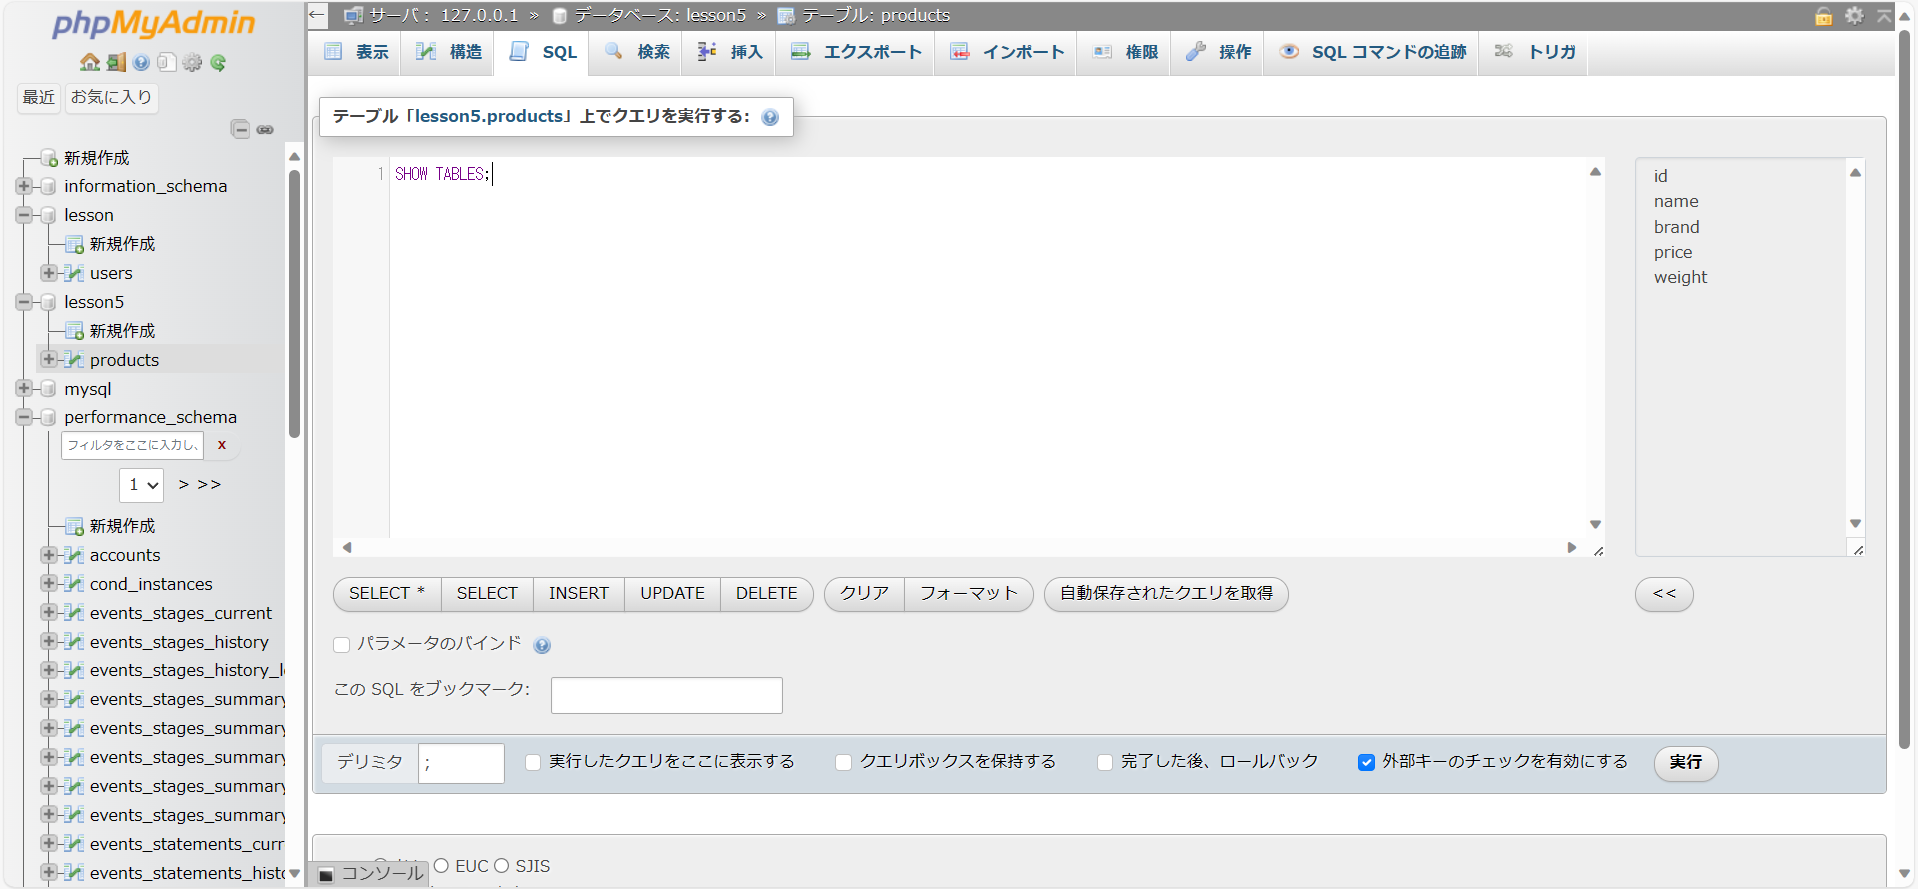 phpMyAdmin
最近
お気に入り
新規作成
information_schema
lesson
新規作成
users
lesson5
新規作成
products
mysql
performance_schema
フィルタをここに入力し、
x
1
> >>
新規作成
accounts
cond_instances
events_stages_current
events_stages_history
events_stages_history_l
events_stages_summary
events_stages_summary
events_stages_summary
events_stages_summary
events_stages_summary
events_statements_curr
events_statements_hist
← サーバ: 127.0.0.1 » データベース: lesson5 » テーブル: products
表示 構造 SQL 検索 挿入 エクスポート インポート 権限 操作 SQL コマンドの追跡 トリガ
テーブル「lesson5.products」上でクエリを実行する:
1 SHOW TABLES;
id
name
brand
price
weight
SELECT * SELECT INSERT UPDATE DELETE クリア フォーマット 自動保存されたクエリを取得 <<
パラメータのバインド
この SQL をブックマーク:
デリミタ ; 実行したクエリをここに表示する クエリボックスを保持する 完了した後、ロールバック 外部キーのチェックを有効にする 実行
EUC SJIS
コンソール